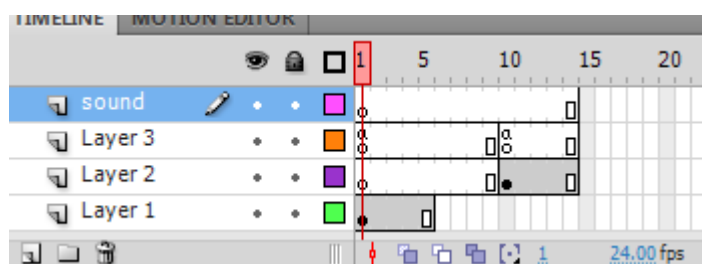 TIMELINE MOTION EDITOR
1 5 10 15 20
sound
a a
Layer 3
Layer 2
Layer 1
1 24.00 fps